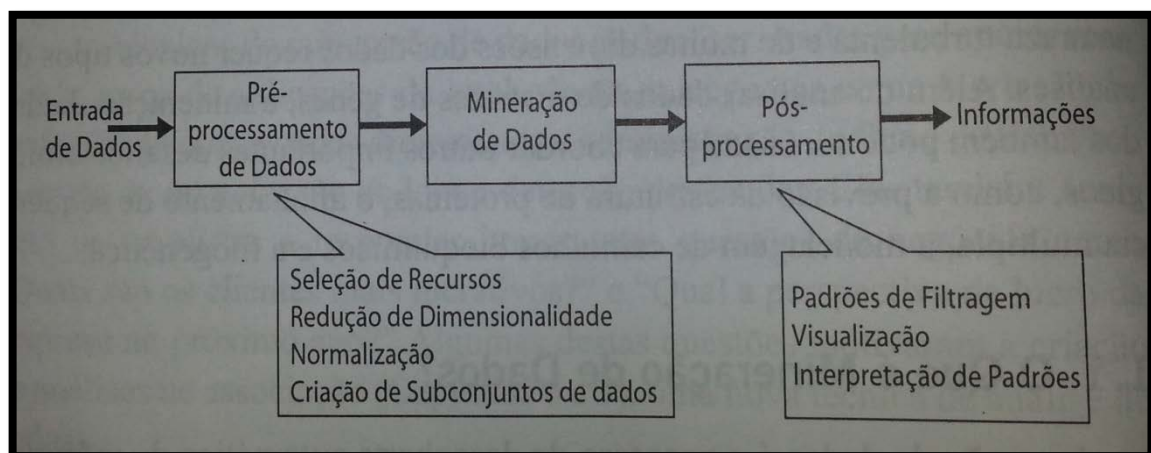 Entrada
de Dados
Pré-
processamento
de Dados
Mineração
de Dados
Pós-
processamento
Informações
Seleção de Recursos
Redução de Dimensionalidade
Normalização
Criação de Subconjuntos de dados
Padrões de Filtragem
Visualização
Interpretação de Padrões